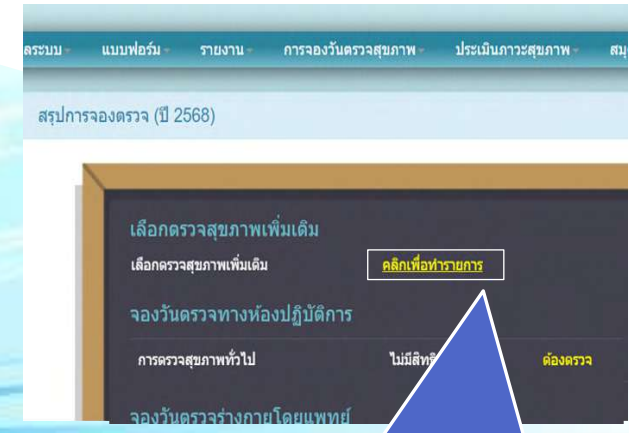 แบบฟอร์ม รายงาน การจองวันตรวจสุขภาพ ประเมินภาวะสุขภาพ
สรุปการจองตรวจ (ปี 2568)
เลือกตรวจสุขภาพเพิ่มเติม
เลือกตรวจสุขภาพเพิ่มเติม คลิกเพื่อทำรายการ
จองวันตรวจทางห้องปฏิบัติการ
การตรวจสุขภาพทั่วไป ไม่มีสิทธิ ต้องตรวจ
จองวันตรวจร่างกายโดยแพทย์